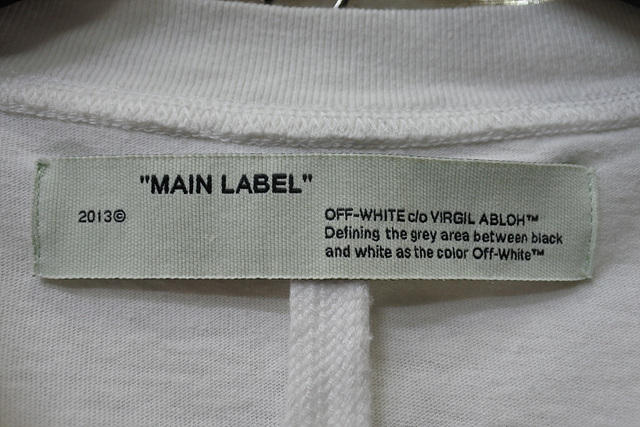 "MAIN LABEL"
2013©
OFF-WHITE c/o VIRGIL ABLOH™
Defining the grey area between black
and white as the color Off-White™